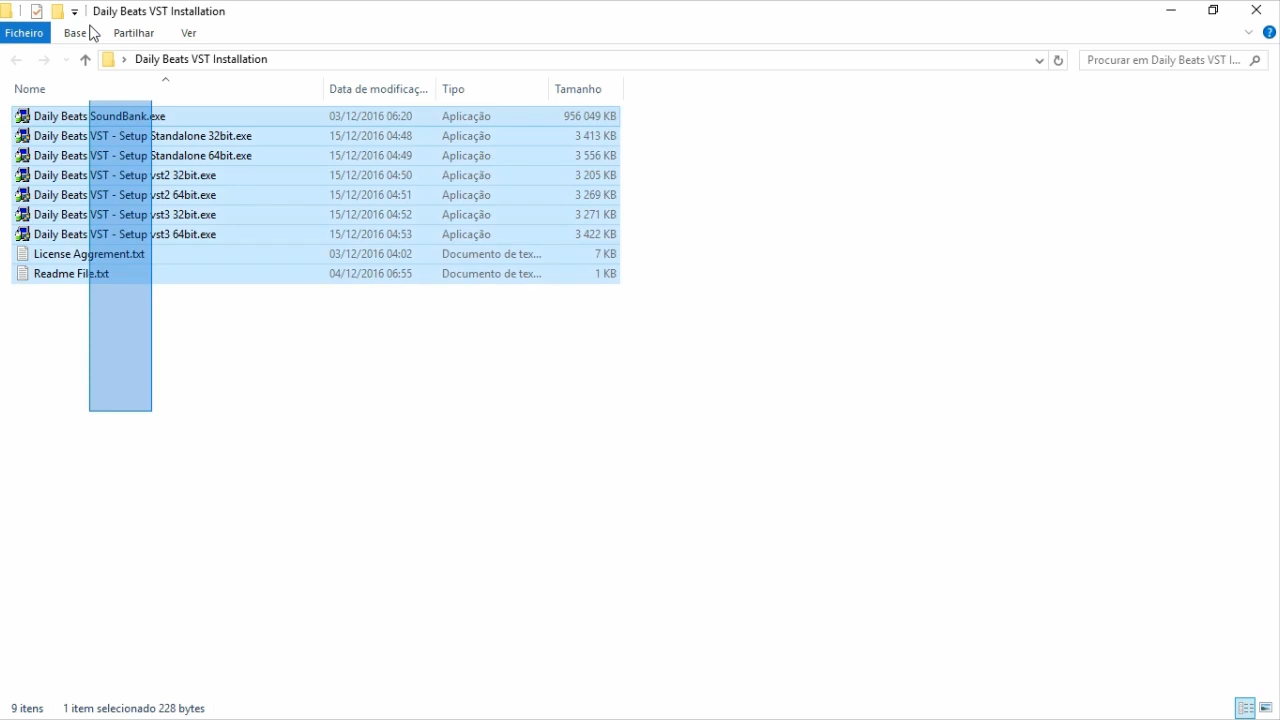 Daily Beats VST Installation
Ficheiro Base Partilhar Ver
Daily Beats VST Installation Procurar em Daily Beats VST I...
Nome Data de modificaç... Tipo Tamanho
Daily Beats SoundBank.exe 03/12/2016 06:20 Aplicação 956 049 KB
Daily Beats VST - Setup Standalone 32bit.exe 15/12/2016 04:48 Aplicação 3 413 KB
Daily Beats VST - Setup Standalone 64bit.exe 15/12/2016 04:49 Aplicação 3 556 KB
Daily Beats VST - Setup vst2 32bit.exe 15/12/2016 04:50 Aplicação 3 205 KB
Daily Beats VST - Setup vst2 64bit.exe 15/12/2016 04:51 Aplicação 3 269 KB
Daily Beats VST - Setup vst3 32bit.exe 15/12/2016 04:52 Aplicação 3 271 KB
Daily Beats VST - Setup vst3 64bit.exe 15/12/2016 04:53 Aplicação 3 422 KB
License Aggrement.txt 03/12/2016 04:02 Documento de tex... 7 KB
Readme File.txt 04/12/2016 06:55 Documento de tex... 1 KB
9 itens 1 item selecionado 228 bytes